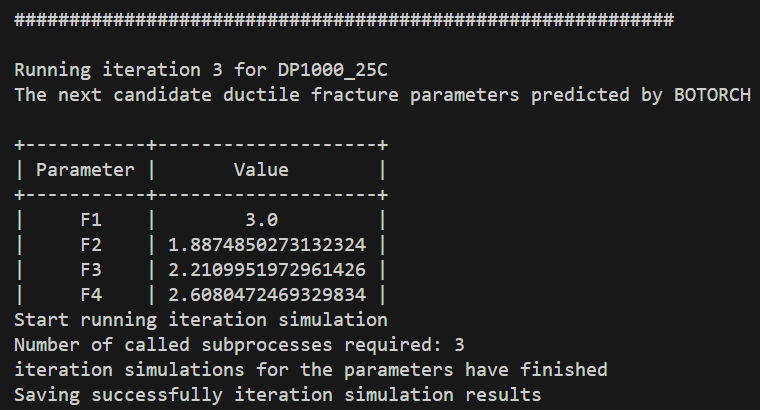 ############################################################
Running iteration 3 for DP1000_25C
The next candidate ductile fracture parameters predicted by BOTORCH
+-----------+--------------------+
| Parameter |       Value        |
+-----------+--------------------+
|     F1    |        3.0         |
|     F2    | 1.8874850273132324 |
|     F3    | 2.2109951972961426 |
|     F4    | 2.6080472469329834 |
Start running iteration simulation
Number of called subprocesses required: 3
iteration simulations for the parameters have finished
Saving successfully iteration simulation results